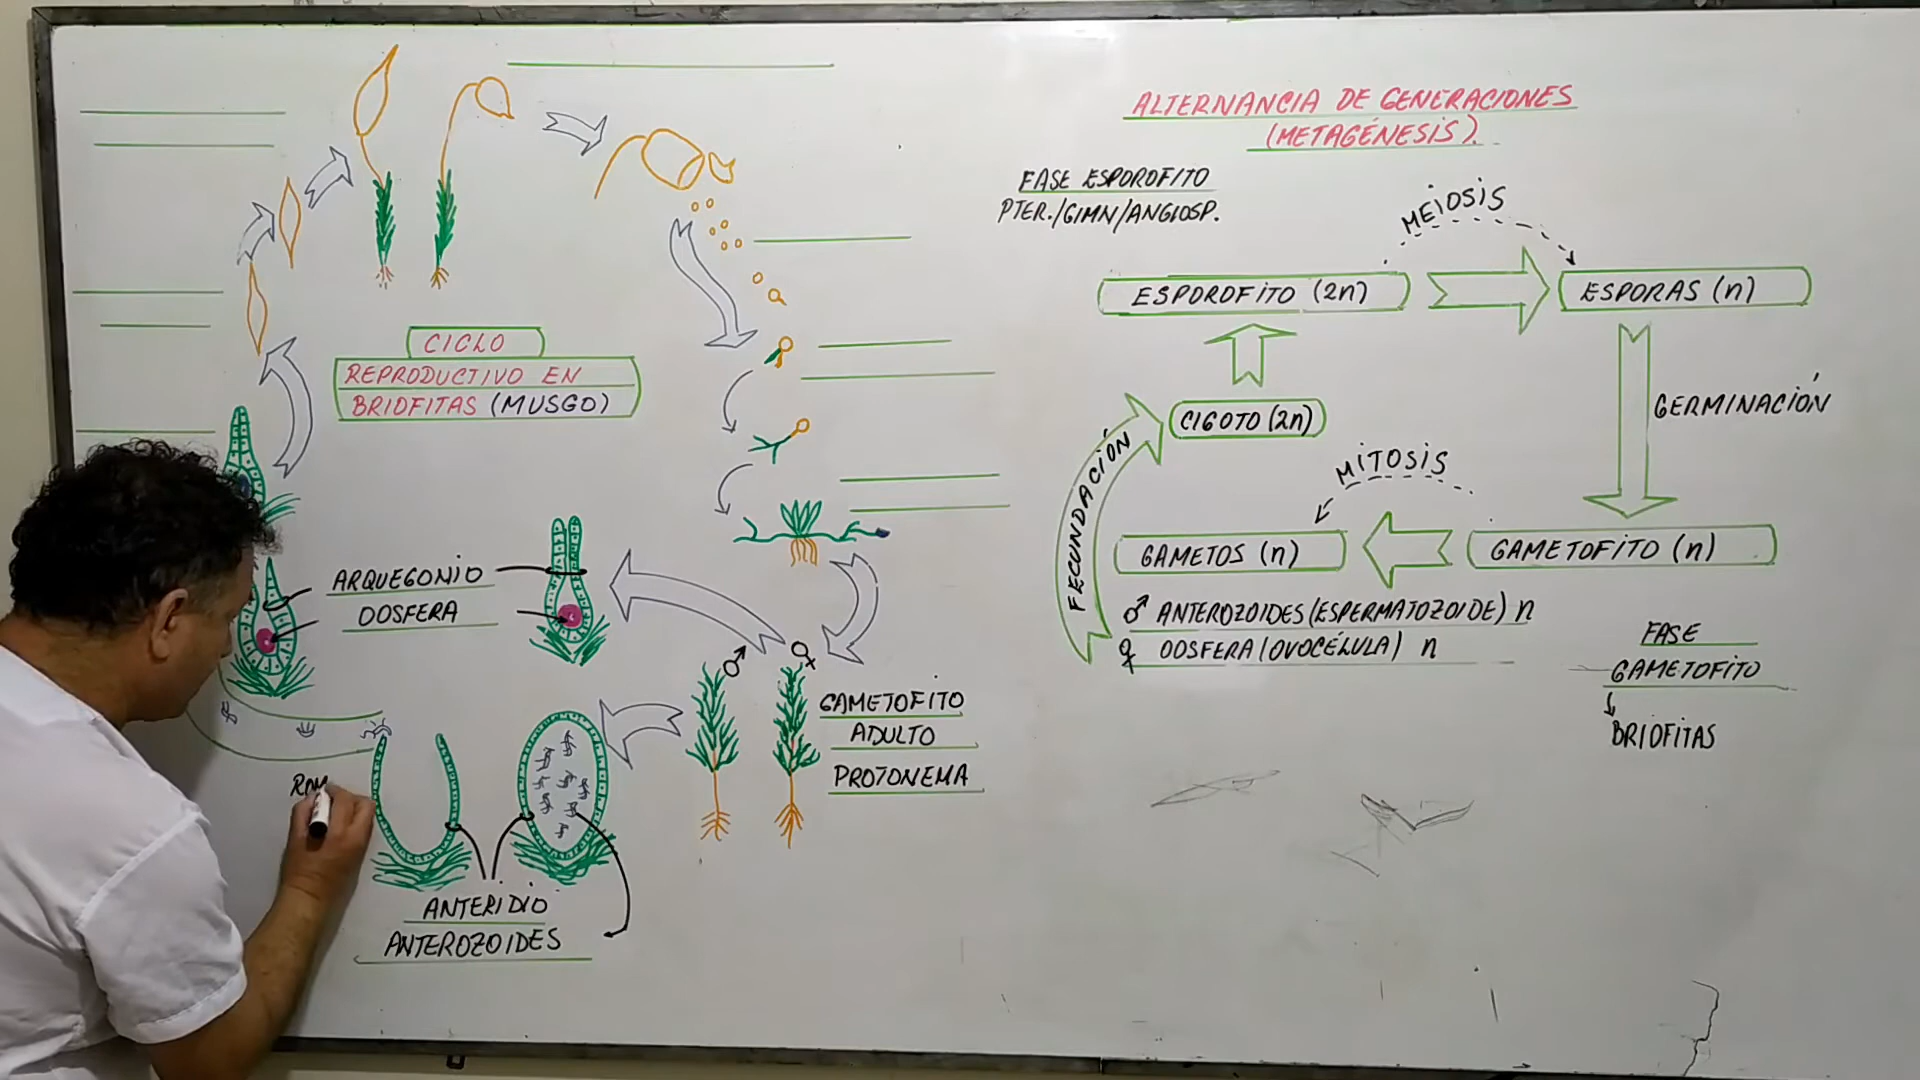 CICLO
REPRODUCTIVO EN
BRIOFITAS (MUSGO)
ARQUEGONIO
OOSFERA
♂
♀
GAMETOFITO
ADULTO
PROTONEMA
ANTERIDIO
ANTEROZOIDES
ALTERNANCIA DE GENERACIONES
(METAGÉNESIS).
FASE ESPOROFITO
PTER./GIMN/ANGIOSP.
MEIOSIS
ESPOROFITO (2n)
ESPORAS (n)
GERMINACIÓN
CIGOTO (2n)
FECUNDACIÓN
MITOSIS
GAMETOS (n)
GAMETOFITO (n)
♂ ANTEROZOIDES (ESPERMATOZOIDE) n
♀ OOSFERA (OVOCÉLULA) n
FASE
GAMETOFITO
BRIOFITAS